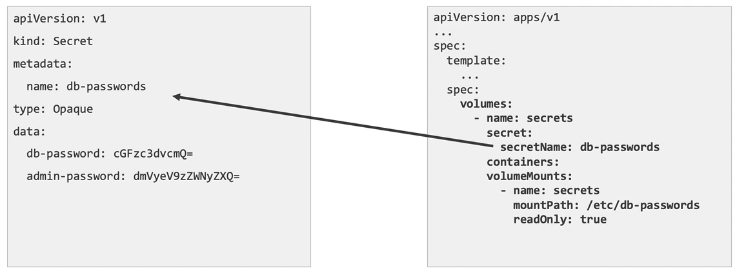 apiVersion: v1
kind: Secret
metadata:
  name: db-passwords
type: Opaque
data:
  db-password: cGFzc3dvcmQ=
  admin-password: dmVyeV9zZWNyZXQ=
apiVersion: apps/v1
...
spec:
  template:
    ...
  spec:
    volumes:
      - name: secrets
        secret:
          secretName: db-passwords
        containers:
        volumeMounts:
          - name: secrets
            mountPath: /etc/db-passwords
            readOnly: true